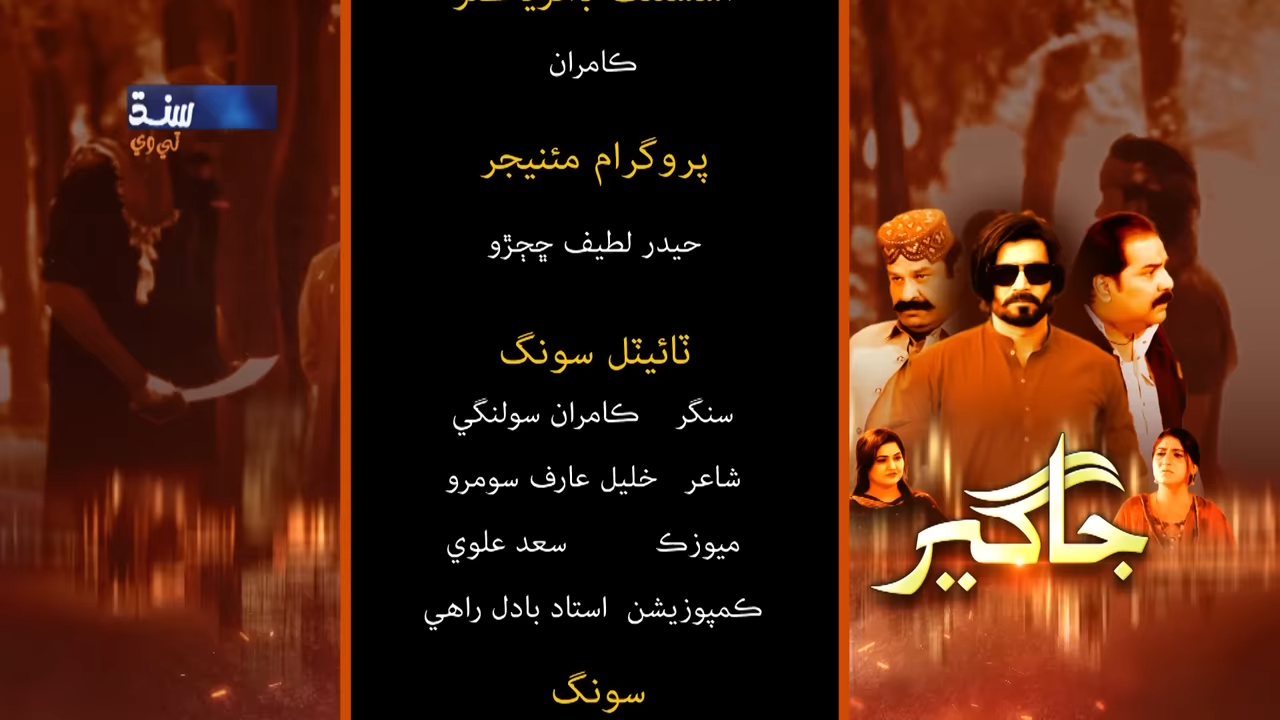 سنڌ
ٽي وي
ڪامران
پروگرام مئنيجر
حيدر لطيف ڇڇڙو
ٽائيٽل سونگ
سنگر ڪامران سولنگي
شاعر خليل عارف سومرو
ميوزڪ سعد علوي
ڪمپوزيشن استاد بادل راهي
سونگ
جاگير